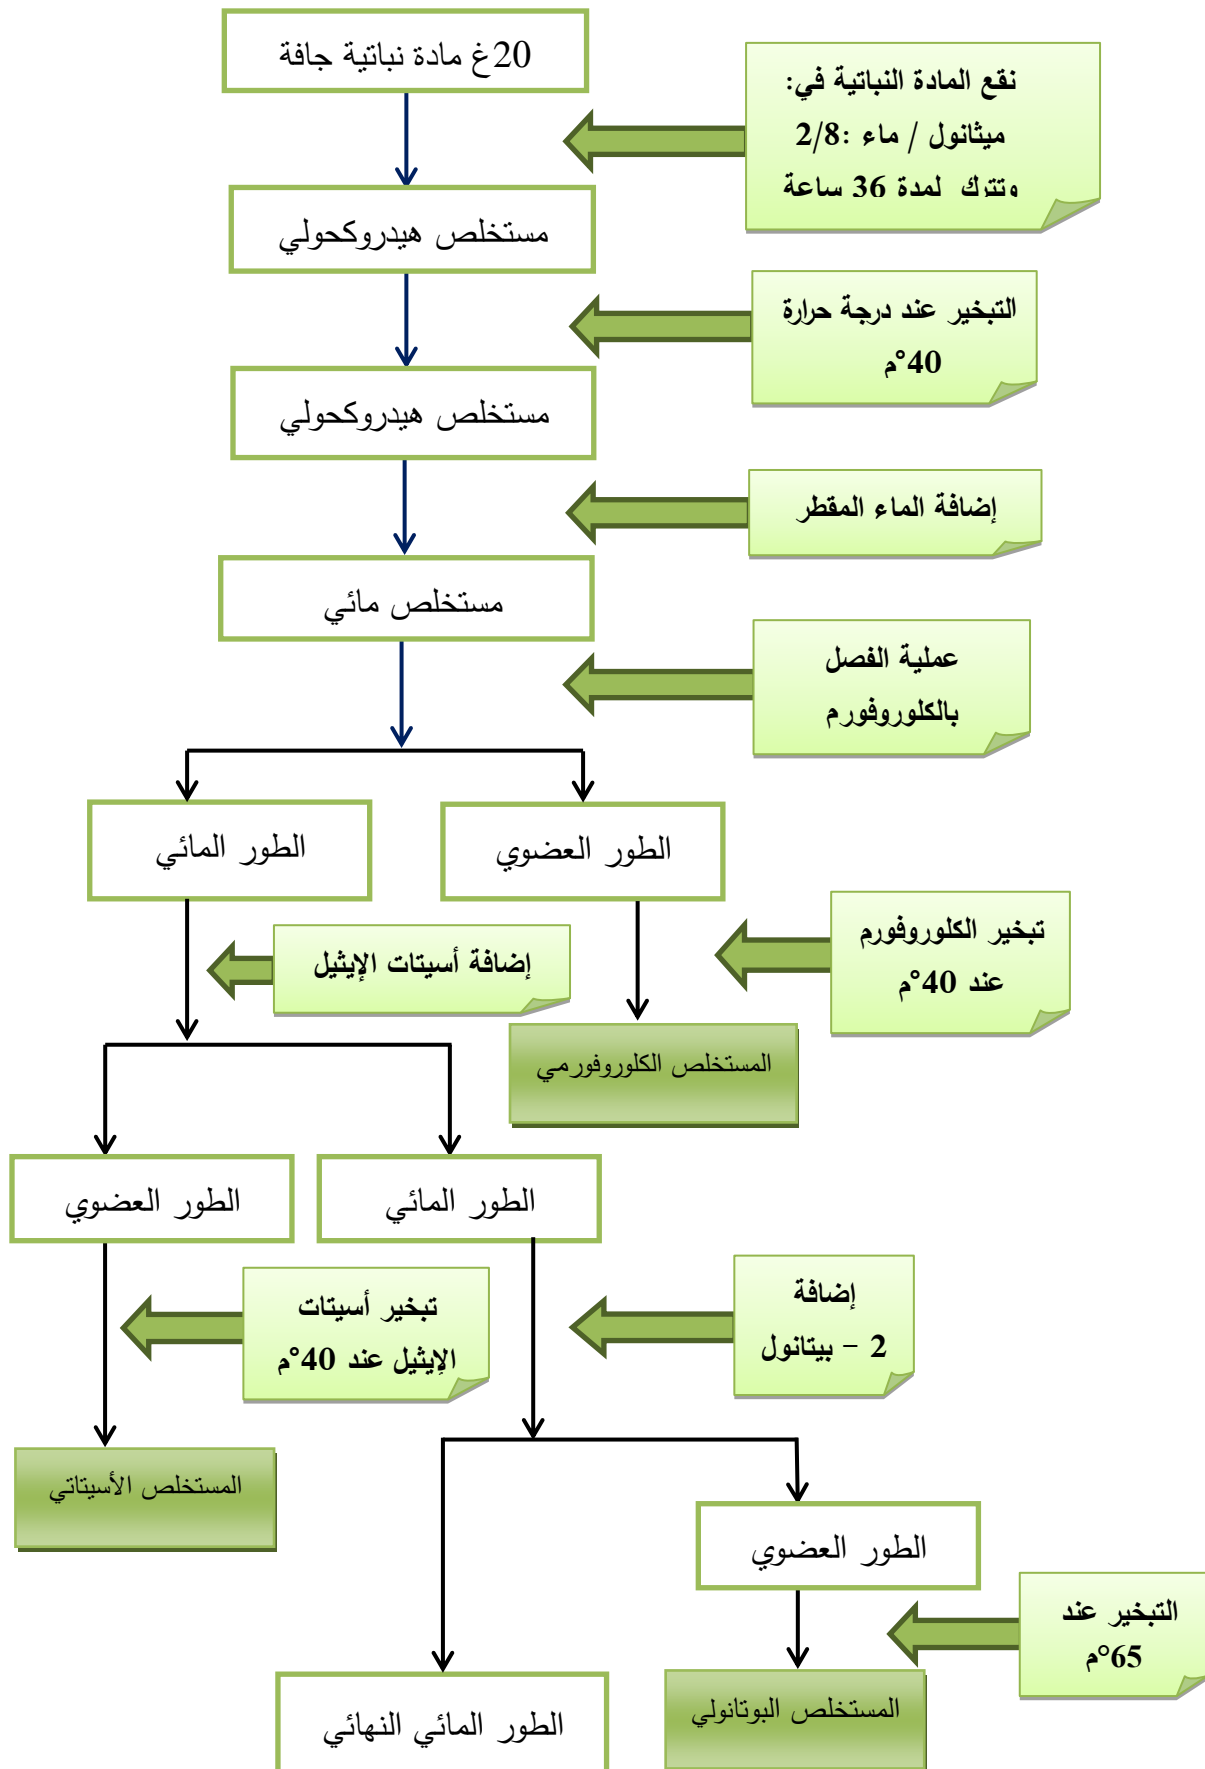 20غ مادة نباتية جافة
نقع المادة النباتية في:
ميثانول / ماء :2/8
وتترك لمدة 36 ساعة
مستخلص هيدروكحولي
التبخير عند درجة حرارة
40°م
مستخلص هيدروكحولي
إضافة الماء المقطر
مستخلص مائي
عملية الفصل
بالكلوروفورم
الطور العضوي
الطور المائي
تبخير الكلوروفورم
عند 40°م
إضافة أسيتات الإيثيل
المستخلص الكلوروفورمي
الطور المائي
الطور العضوي
إضافة
2 - بيتانول
تبخير أسيتات
الإيثيل عند 40°م
المستخلص الأسيتاتي
الطور العضوي
التبخير عند
65°م
المستخلص البوتانولي
الطور المائي النهائي